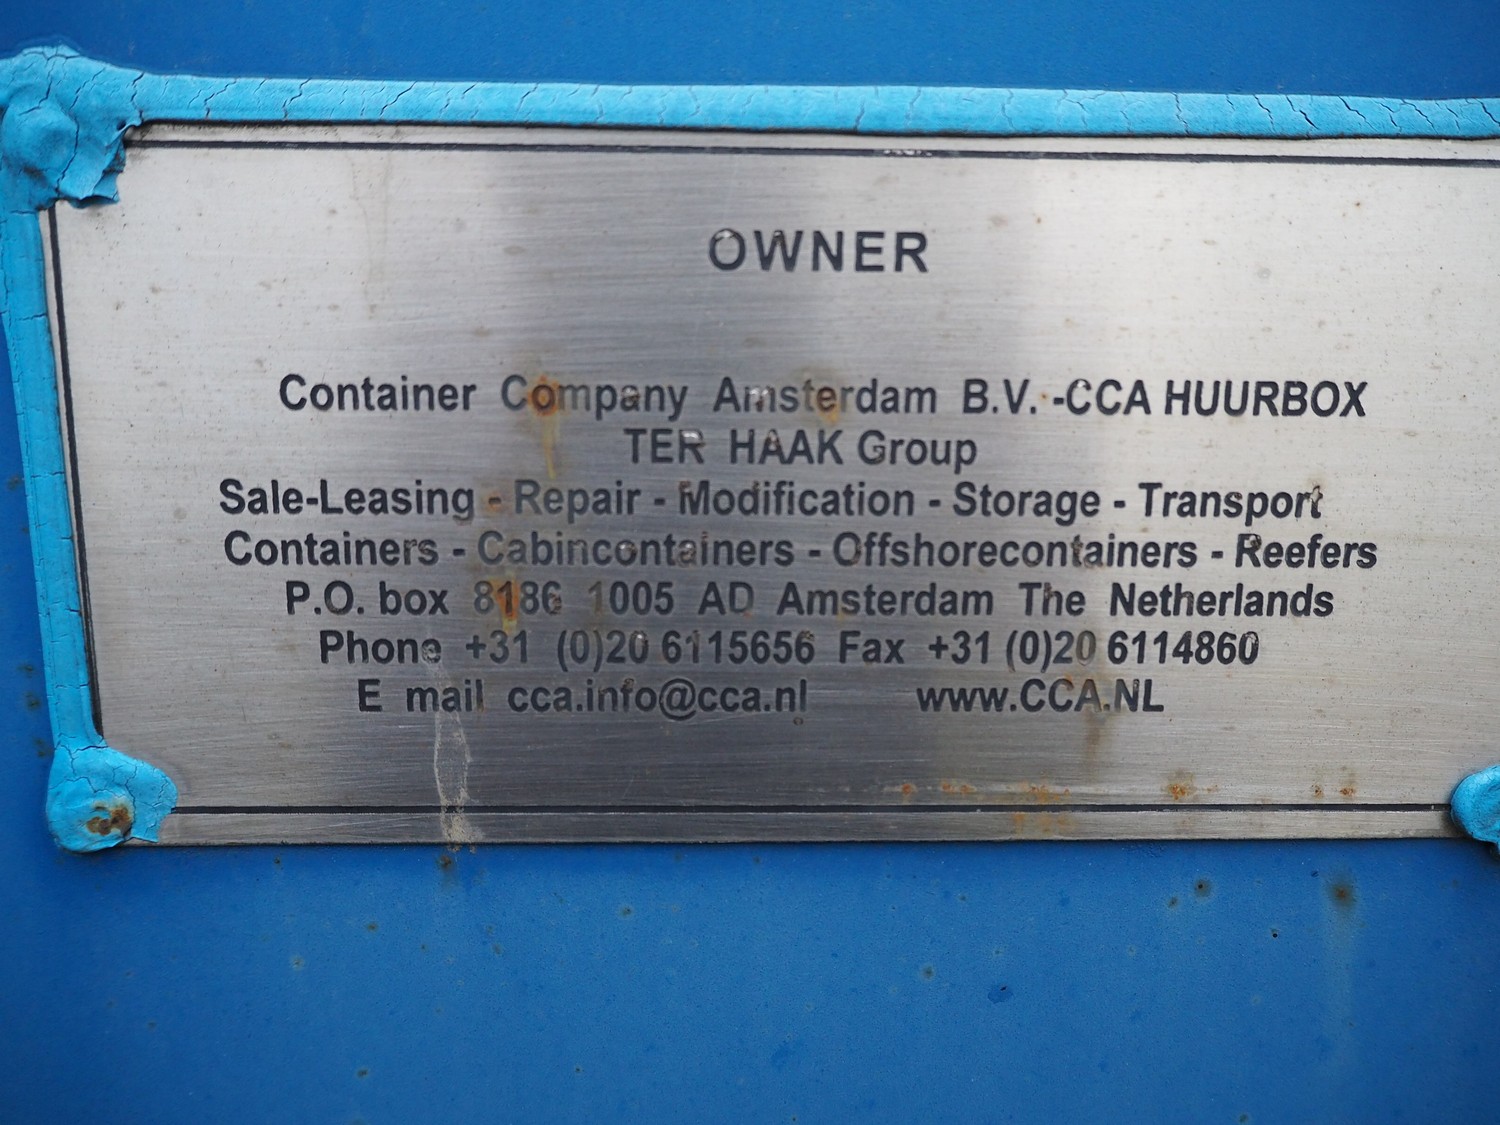 OWNER
Container Company Amsterdam B.V. -CCA HUURBOX
TER HAAK Group
Sale-Leasing - Repair - Modification - Storage - Transport
Containers - Cabincontainers - Offshorecontainers - Reefers
P.O. box 8186 1005 AD Amsterdam The Netherlands
Phone +31 (0)20 6115656 Fax +31 (0)20 6114860
E mail cca.info@cca.nl www.CCA.NL